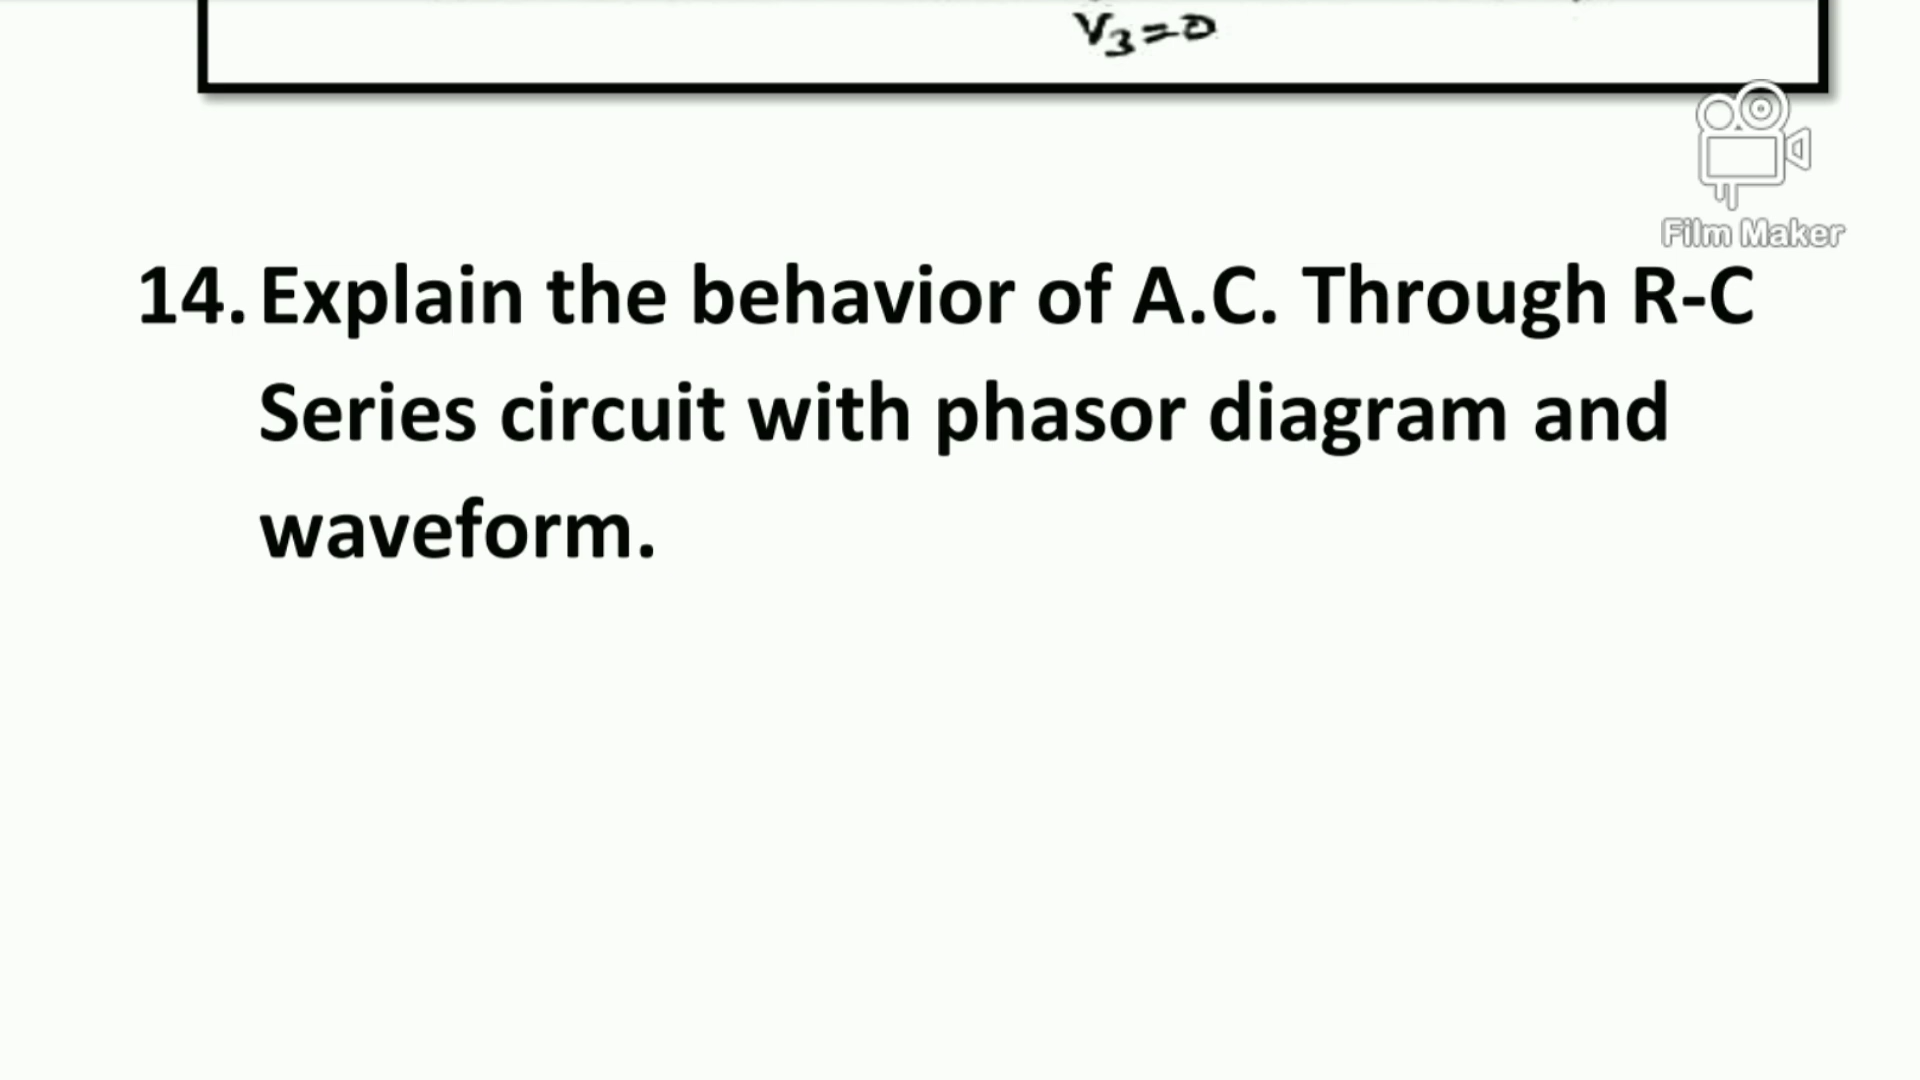 V3=0
Film Maker
14. Explain the behavior of A.C. Through R-C
Series circuit with phasor diagram and
waveform.